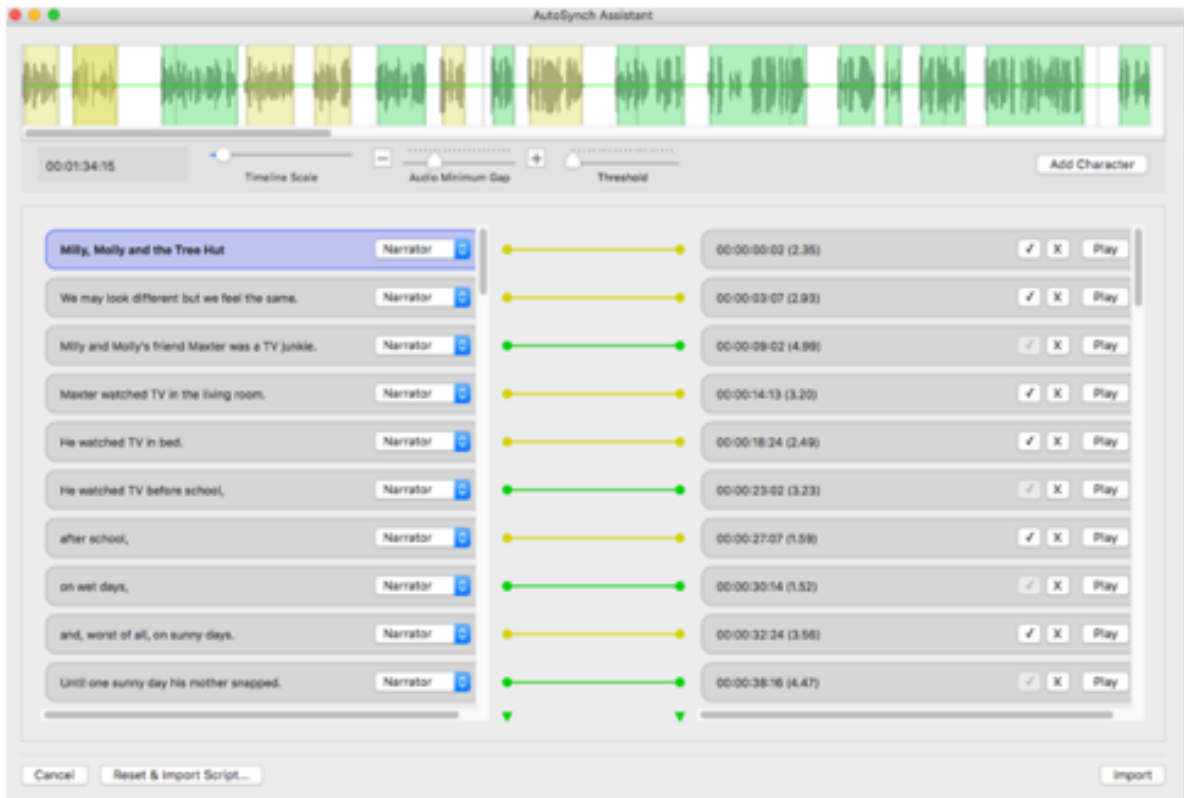 AutoSynch Assistant
00:01:34:15
Timeline Scale
Audio Minimum Gap
Threshold
Add Character
Milly, Molly and the Tree Hut Narrator 00:00:00:02 (2.35) ✓ X Play
We may look different but we feel the same. Narrator 00:00:03:07 (2.93) ✓ X Play
Milly and Molly's friend Maxter was a TV junkie. Narrator 00:00:09:02 (4.99) ✓ X Play
Maxter watched TV in the living room. Narrator 00:00:14:13 (3.20) ✓ X Play
He watched TV in bed. Narrator 00:00:18:24 (2.49) ✓ X Play
He watched TV before school, Narrator 00:00:23:02 (3.23) ✓ X Play
after school, Narrator 00:00:27:07 (1.59) ✓ X Play
on wet days, Narrator 00:00:30:14 (1.52) ✓ X Play
and, worst of all, on sunny days. Narrator 00:00:32:24 (3.56) ✓ X Play
Until one sunny day his mother snapped. Narrator 00:00:38:16 (4.47) ✓ X Play
Cancel Reset & Import Script... Import